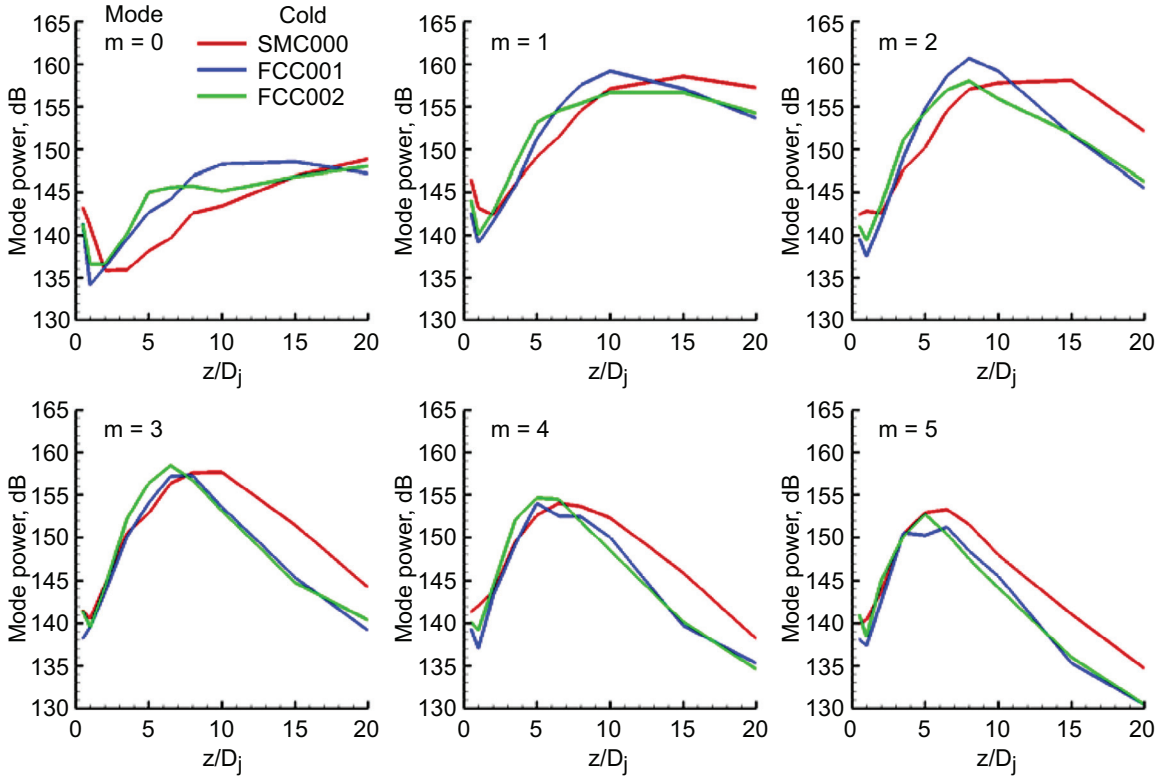 Mode
m = 0
Cold
SMC000
FCC001
FCC002
165
160
155
150
145
140
135
130
Mode power, dB
0 5 10 15 20
z/Dj
m = 1
165
160
155
150
145
140
135
130
Mode power, dB
0 5 10 15 20
z/Dj
m = 2
165
160
155
150
145
140
135
130
Mode power, dB
0 5 10 15 20
z/Dj
m = 3
165
160
155
150
145
140
135
130
Mode power, dB
0 5 10 15 20
z/Dj
m = 4
165
160
155
150
145
140
135
130
Mode power, dB
0 5 10 15 20
z/Dj
m = 5
165
160
155
150
145
140
135
130
Mode power, dB
0 5 10 15 20
z/Dj